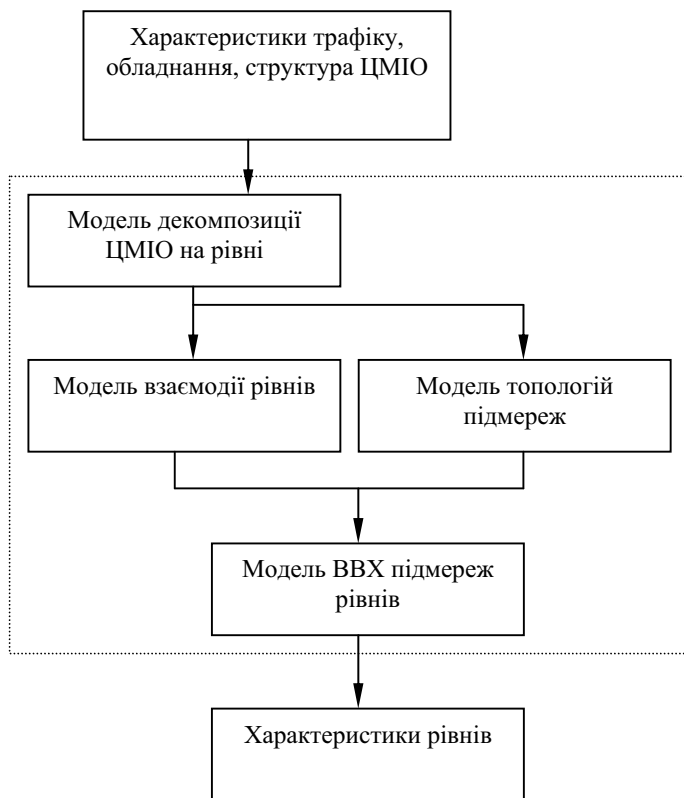 Характеристики трафіку,
обладнання, структура ЦМІО
Модель декомпозиції
ЦМІО на рівні
Модель взаємодії рівнів
Модель топологій
підмереж
Модель ВВХ підмереж
рівнів
Характеристики рівнів